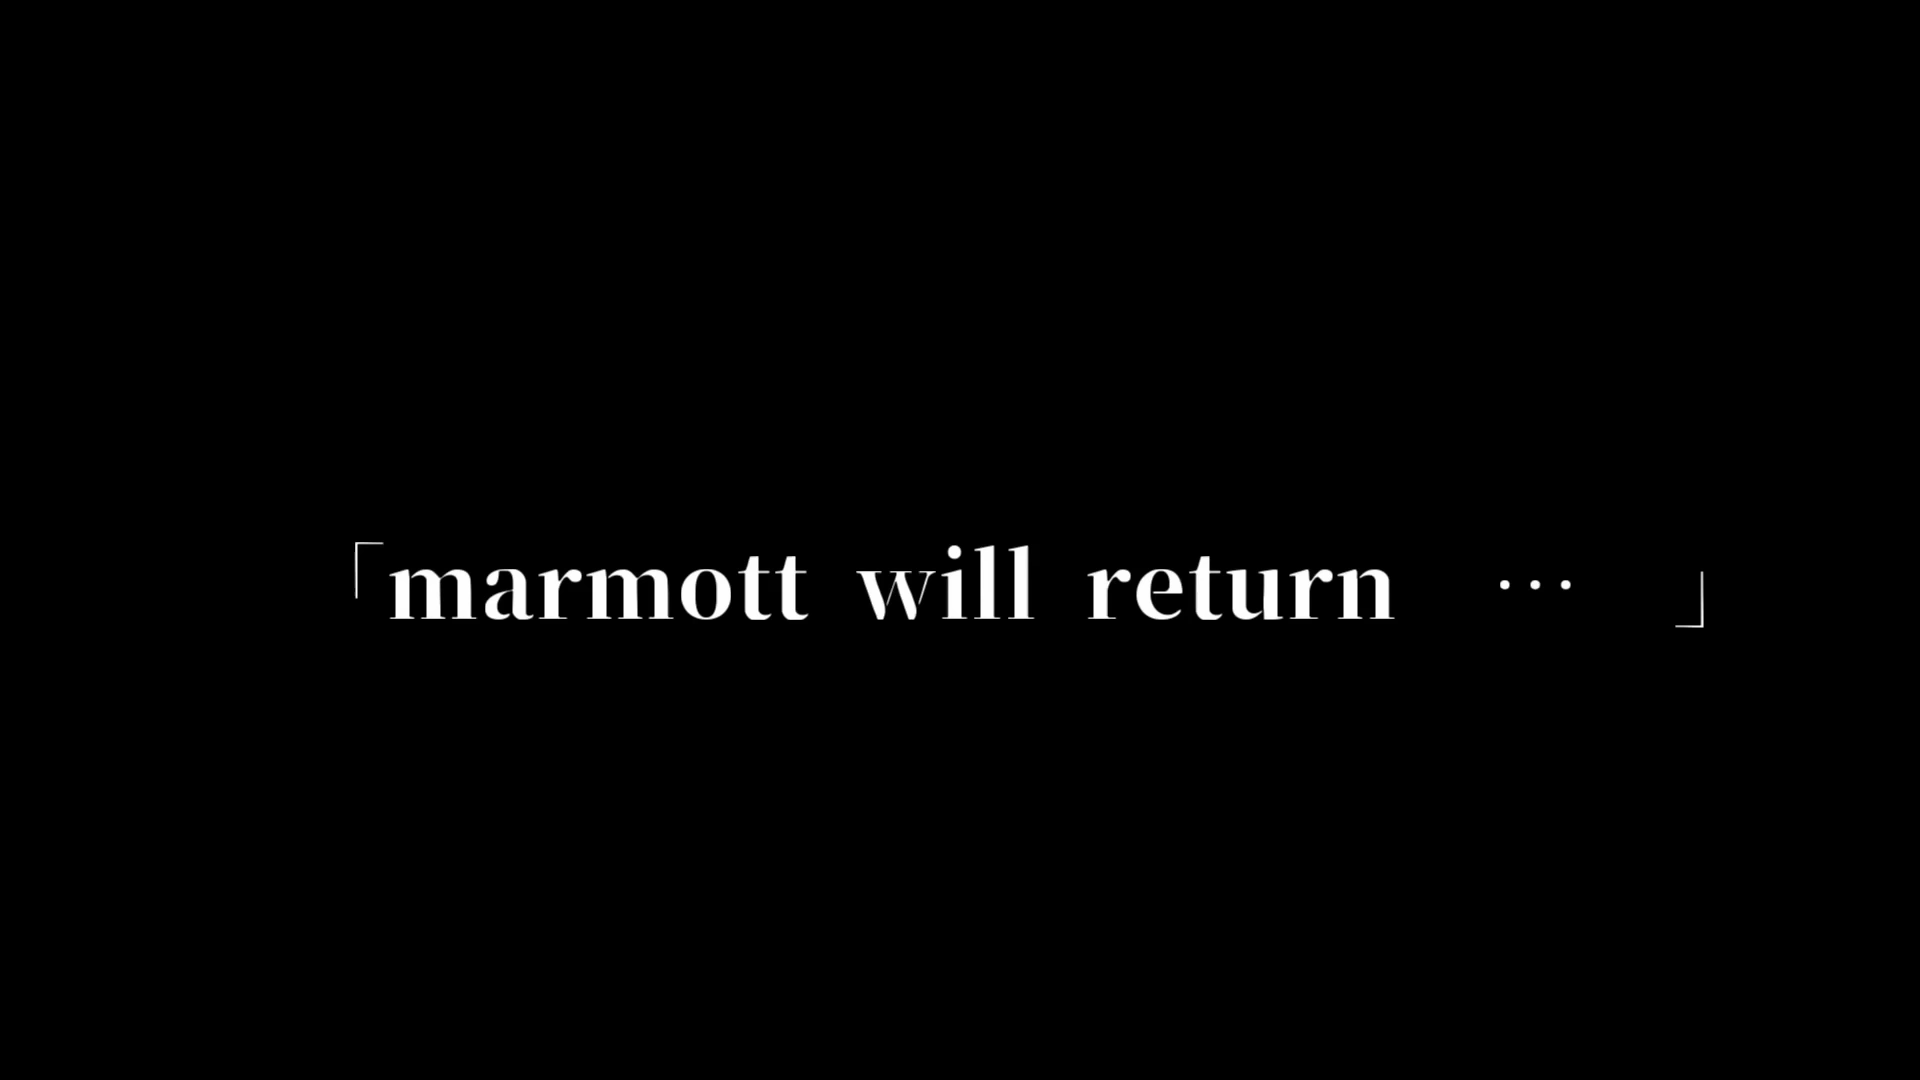 「marmott will return … 」